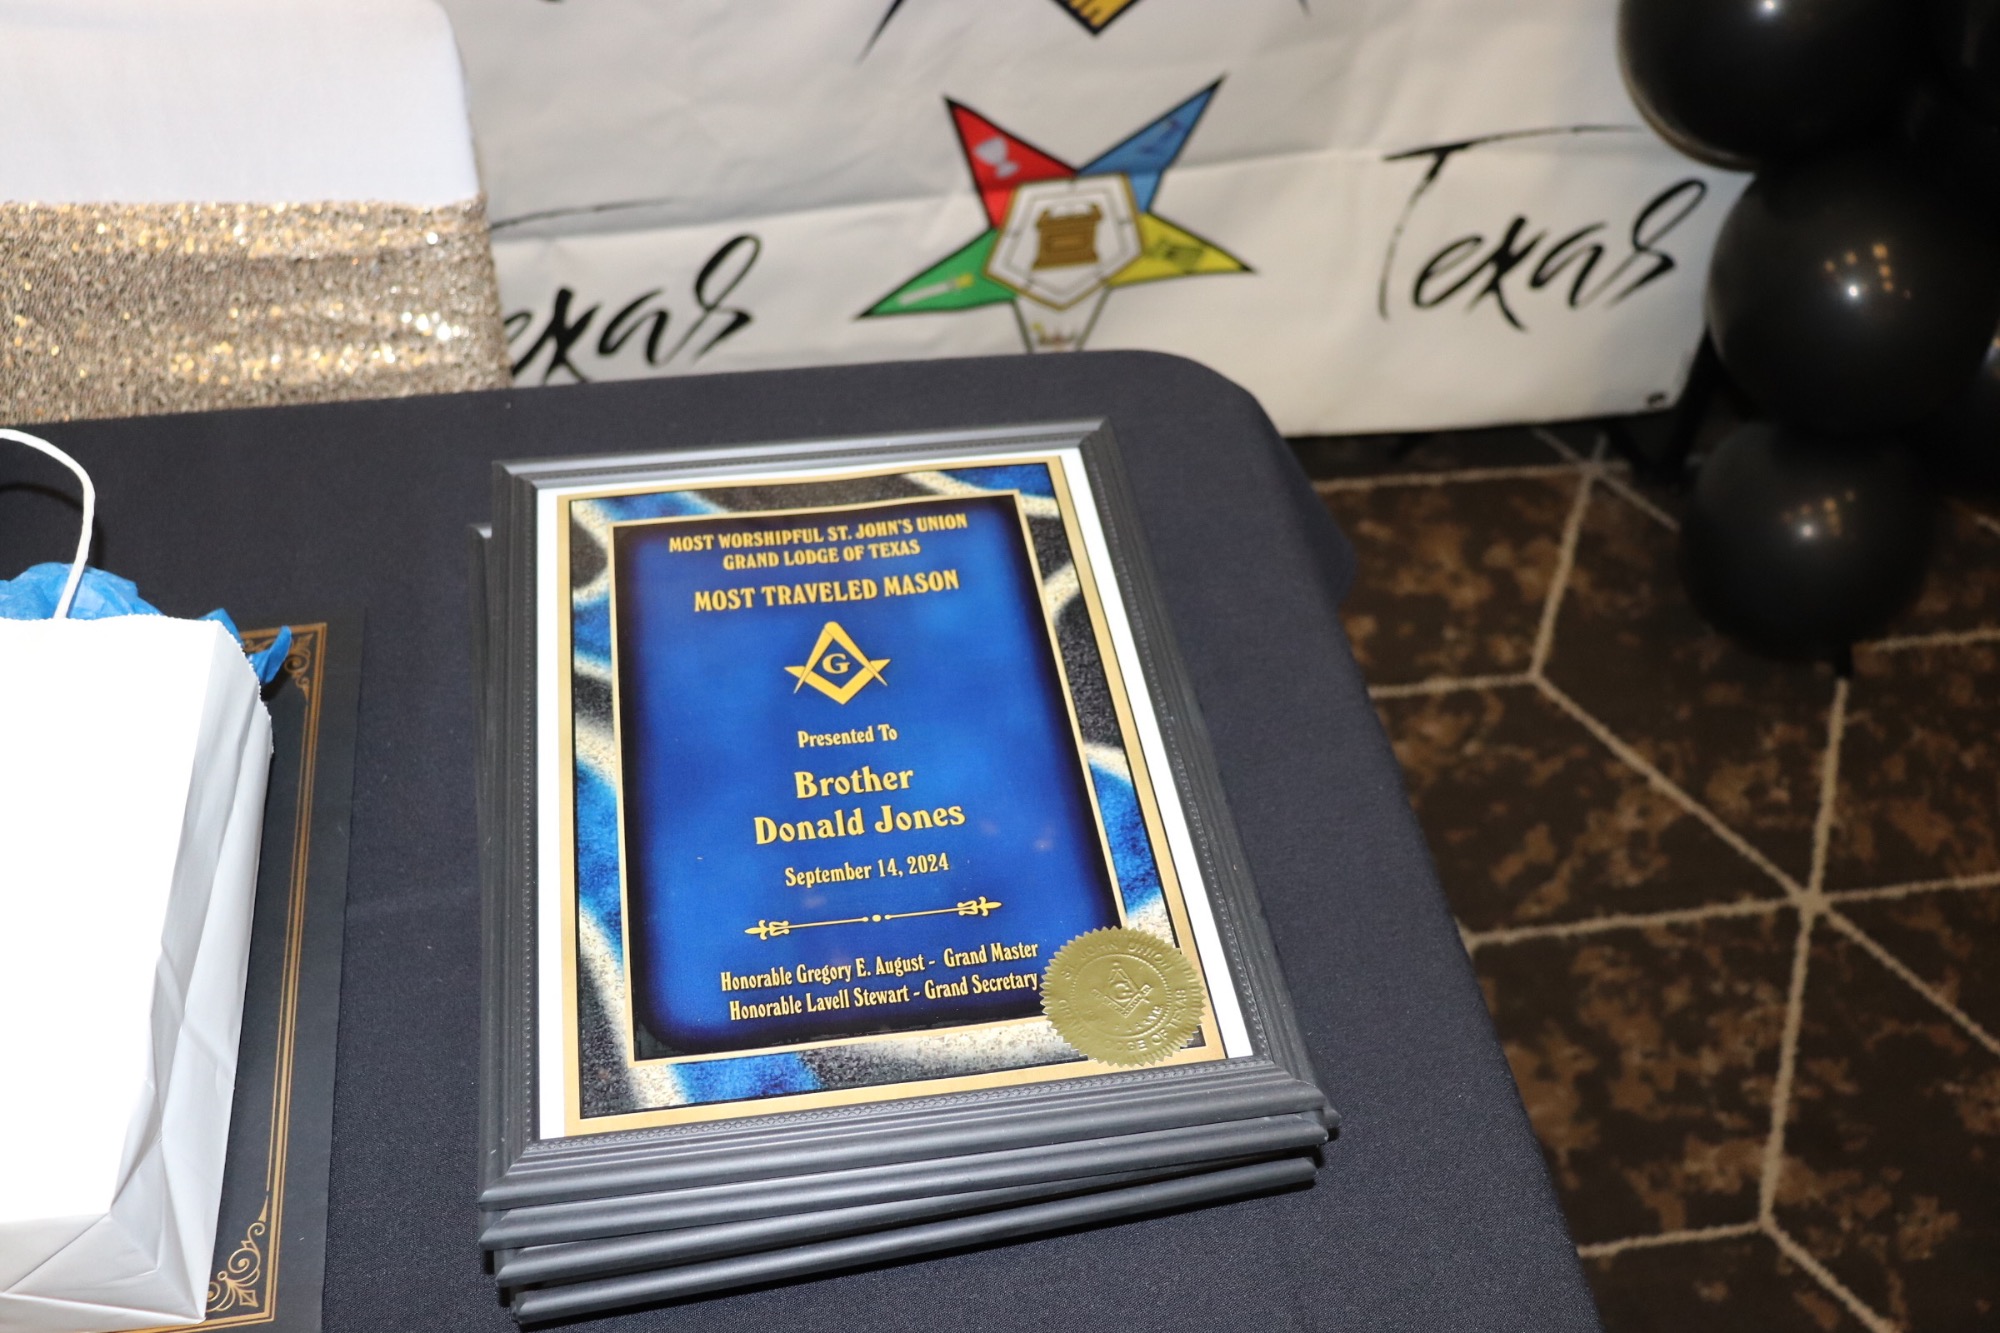 Texas
MOST WORSHIPFUL ST. JOHN'S UNION
GRAND LODGE OF TEXAS
MOST TRAVELED MASON
G
Presented To
Brother
Donald Jones
September 14, 2024
Honorable Gregory E. August - Grand Master
Honorable Lavell Stewart - Grand Secretary